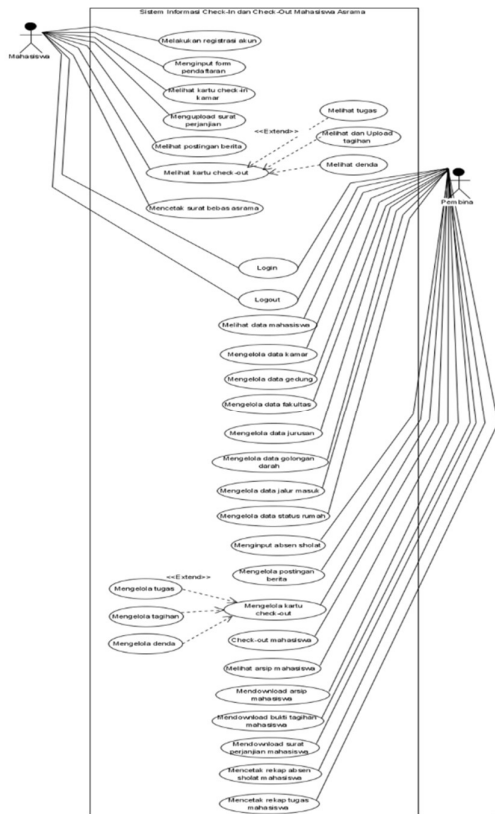 Sistem Informasi Check-In dan Check-Out Mahasiswa Asrama
Mahasiswa
Melakukan registrasi akun
Menginput form
pendaftaran
Melihat kartu check-in
kamar
Mengupload surat
perjanjian
Melihat postingan berita
Melihat kartu check-out
Mencetak surat bebas asrama
<<Extend>>
Melihat tugas
Melihat dan Upload
tagihan
Melihat denda
Pembina
Login
Logout
Melihat data mahasiswa
Mengelola data kamar
Mengelola data gedung
Mengelola data fakultas
Mengelola data jurusan
Mengelola data golongan
darah
Mengelola data jalur masuk
Mengelola data status rumah
Menginput absen sholat
Mengelola postingan
berita
<<Extend>>
Mengelola tugas
Mengelola tagihan
Mengelola denda
Mengelola kartu
check-out
Check-out mahasiswa
Melihat arsip mahasiswa
Mendownload arsip
mahasiswa
Mendownload bukti tagihan
mahasiswa
Mendownload surat
perjanjian mahasiswa
Mencetak rekap absen
sholat mahasiswa
Mencetak rekap tugas
mahasiswa